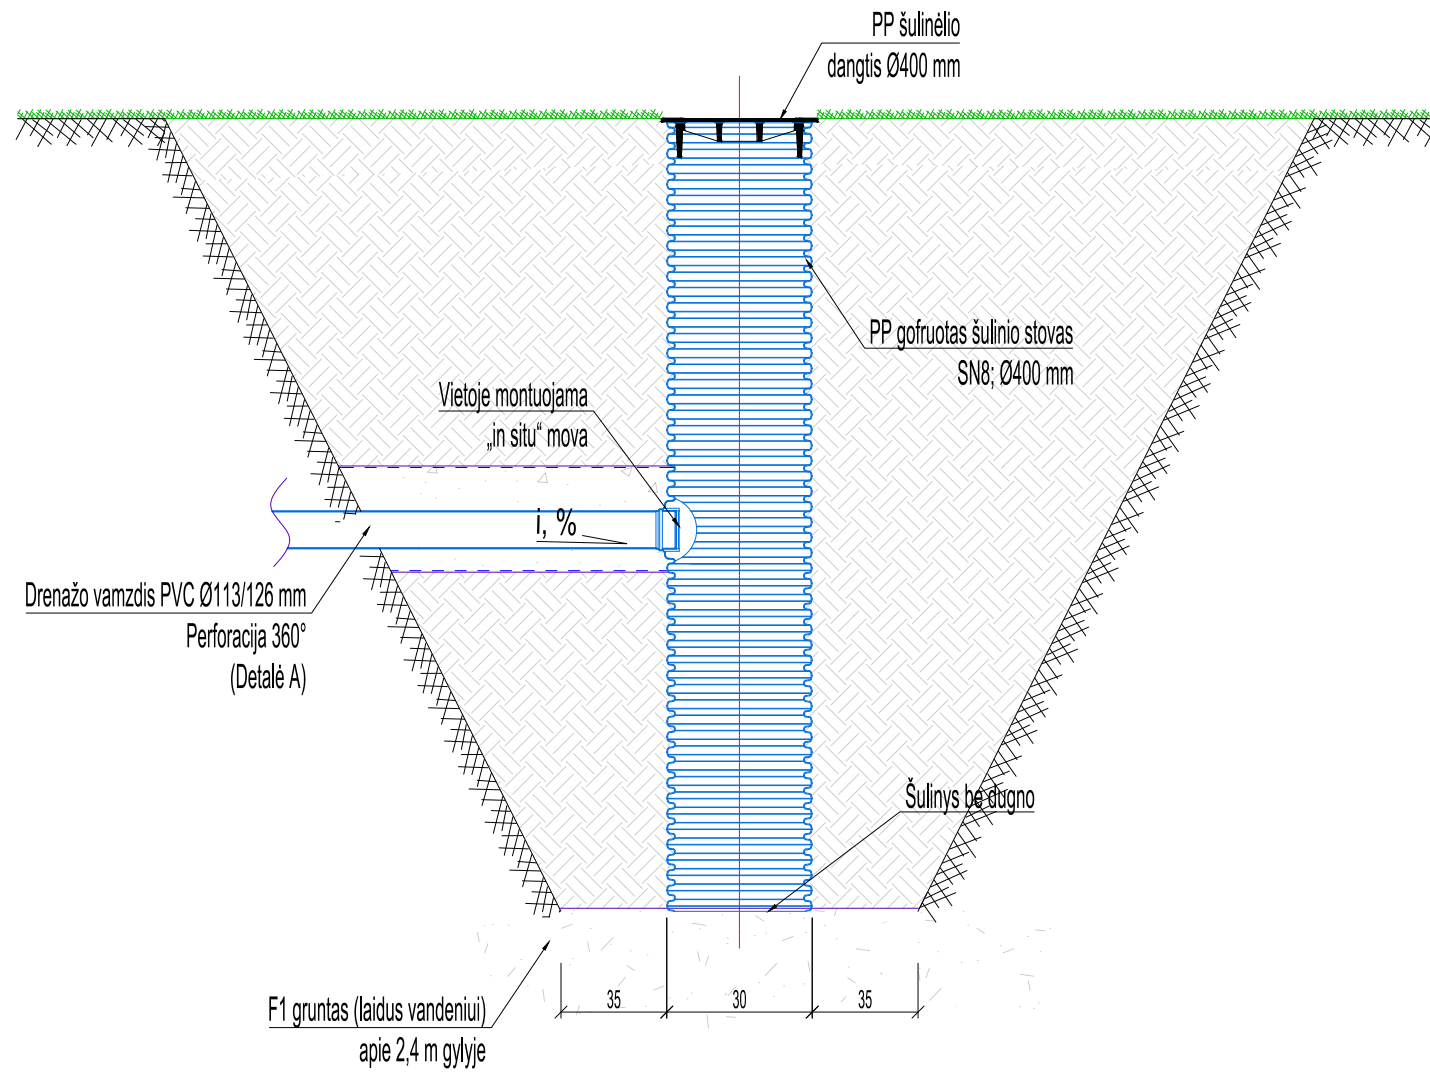 PP šulinėlio
dangtis Ø400 mm
PP gofruotas šulinio stovas
SN8; Ø400 mm
Vietoje montuojama
„in situ“ mova
i, %
Drenažo vamzdis PVC Ø113/126 mm
Perforacija 360°
(Detalė A)
Šulinys be dugno
F1 gruntas (laidus vandeniui)
apie 2,4 m gylyje
35
30
35